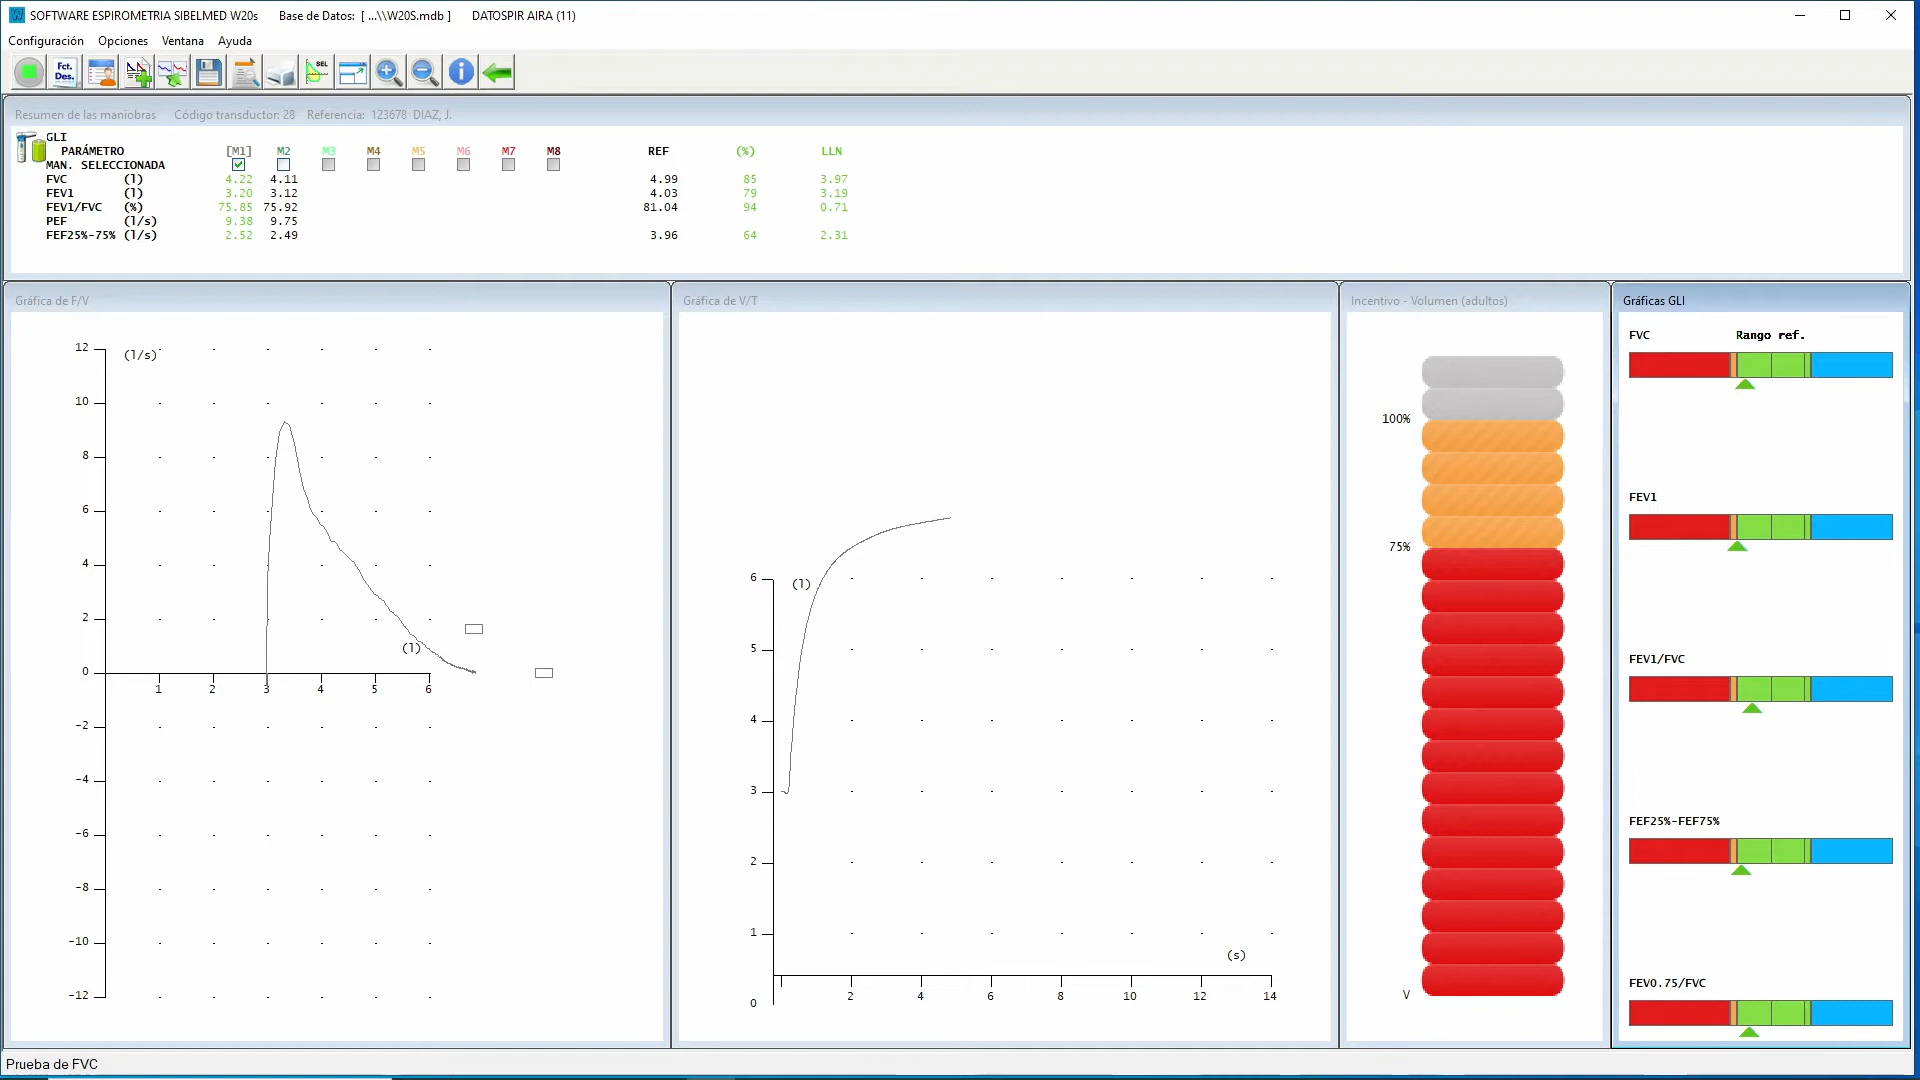 SOFTWARE ESPIROMETRIA SIBELMED W20s Base de Datos: [ ...\\W20S.mdb ] DATOSPIR AIRA (11)
Configuración Opciones Ventana Ayuda
Fct. Des. SEL
Resumen de las maniobras Código transductor: 28 Referencia: 123678 DIAZ, J.
GLI
PARÁMETRO [M1] M2 M3 M4 M5 M6 M7 M8 REF (%) LLN
MAN. SELECCIONADA
FVC (l) 4.22 4.11 4.99 85 3.97
FEV1 (l) 3.20 3.12 4.03 79 3.19
FEV1/FVC (%) 75.85 75.92 81.04 94 0.71
PEF (l/s) 9.38 9.75
FEF25%-75% (l/s) 2.52 2.49 3.96 64 2.31
Gráfica de F/V
(l/s)
12
10
8
6
4
2
0
-2
-4
-6
-8
-10
-12
(l)
1 2 3 4 5 6
Gráfica de V/T
(l)
6
5
4
3
2
1
0
(s)
2 4 6 8 10 12 14
Incentivo - Volumen (adultos)
100%
75%
V
Gráficas GLI
FVC Rango ref.
FEV1
FEV1/FVC
FEF25%-FEF75%
FEV0.75/FVC
Prueba de FVC